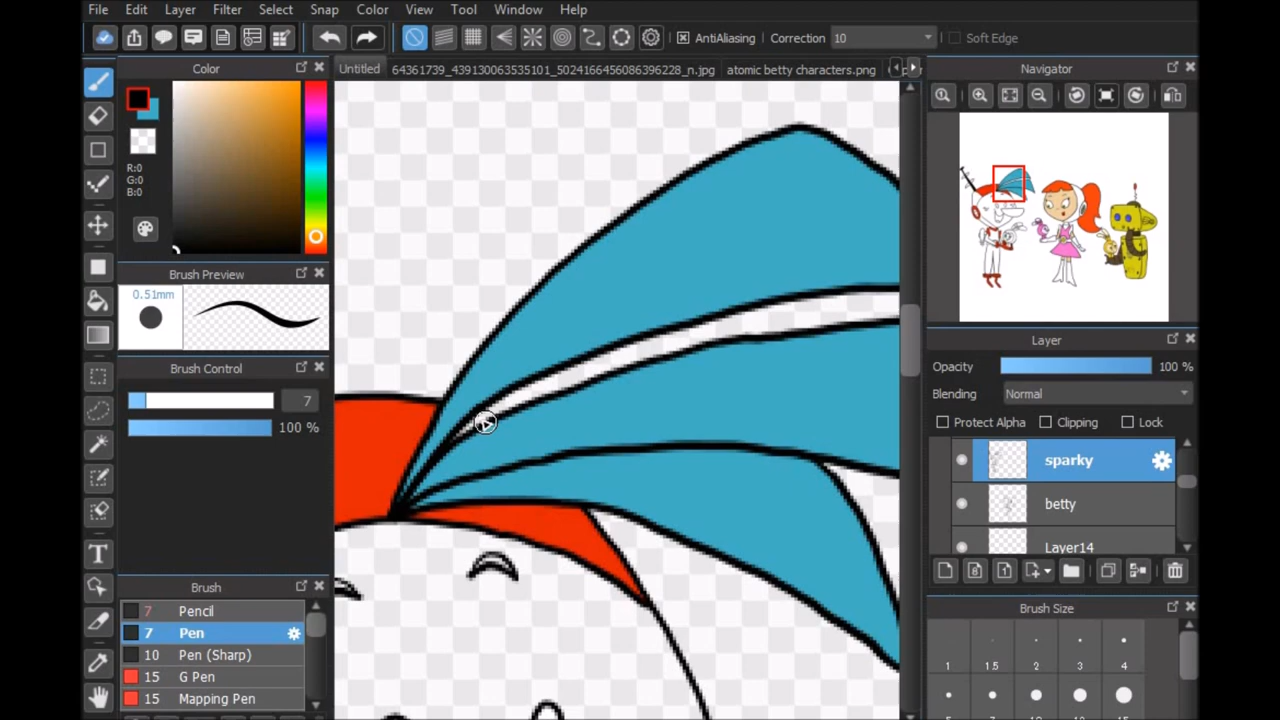 File Edit Layer Filter Select Snap Color View Tool Window Help
AntiAliasing Correction 10 Soft Edge
Color
Untitled 64361739_439130063535101_5024166456086396228_n.jpg atomic betty characters.png
Navigator
R:0
G:0
B:0
Brush Preview
0.51mm
Brush Control
7
100 %
Layer
Opacity 100 %
Blending Normal
Protect Alpha Clipping Lock
sparky
betty
Layer14
Brush
7 Pencil
7 Pen
10 Pen (Sharp)
15 G Pen
15 Mapping Pen
Brush Size
1 1.5 2 3 4